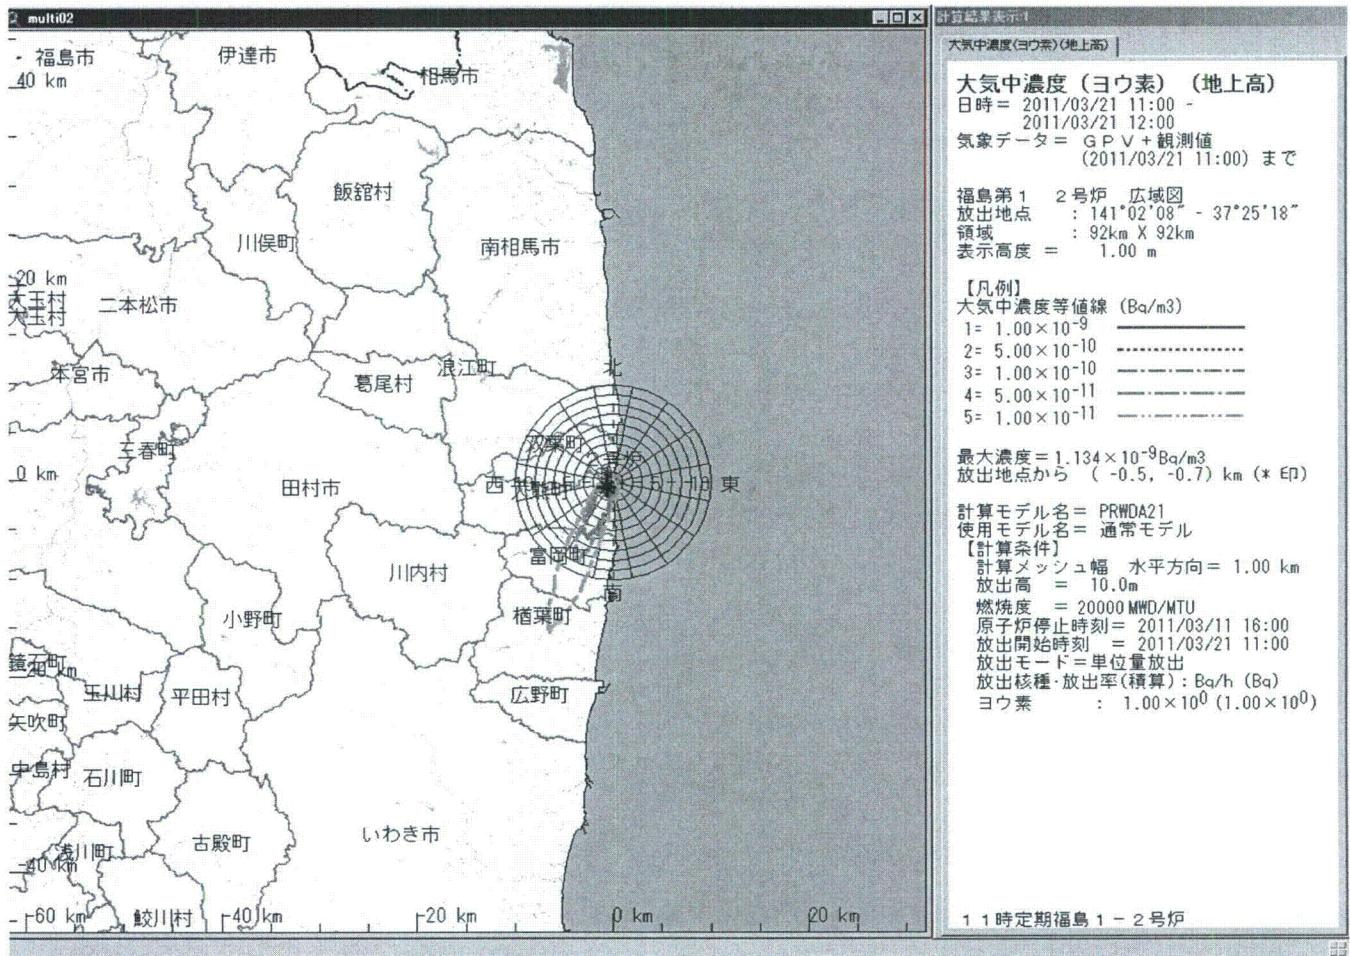 multi02
福島市
伊達市
相馬市
40 km
飯舘村
川俣町
南相馬市
20 km
大玉村
大玉村
二本松市
本宮市
葛尾村
浪江町
北
三春町
双葉町
0 km
田村市
西
東
富岡町
川内村
南
小野町
楢葉町
鏡石町
-20 km
玉川村
平田村
広野町
矢吹町
中島村
石川町
いわき市
古殿町
浅川町
-40 km
鮫川村
-60 km
-40 km
-20 km
0 km
20 km
計算結果表示:1
大気中濃度(ヨウ素)(地上高)
大気中濃度(ヨウ素) (地上高)
日時= 2011/03/21 11:00 -
2011/03/21 12:00
気象データ= GPV+観測値
(2011/03/21 11:00) まで
福島第1 2号炉 広域図
放出地点 : 141°02'08" - 37°25'18"
領域 : 92km X 92km
表示高度 = 1.00 m
【凡例】
大気中濃度等値線 (Bq/m3)
1= 1.00×10⁻⁹
2= 5.00×10⁻¹⁰
3= 1.00×10⁻¹⁰
4= 5.00×10⁻¹¹
5= 1.00×10⁻¹¹
最大濃度=1.134×10⁻⁹Bq/m3
放出地点から ( -0.5, -0.7) km (* 印)
計算モデル名= PRWDA21
使用モデル名= 通常モデル
【計算条件】
計算メッシュ幅 水平方向= 1.00 km
放出高 = 10.0m
燃焼度 = 20000MWD/MTU
原子炉停止時刻= 2011/03/11 16:00
放出開始時刻 = 2011/03/21 11:00
放出モード=単位量放出
放出核種・放出率(積算): Bq/h (Bq)
ヨウ素 : 1.00×10⁰ (1.00×10⁰)
11時定期福島1-2号炉